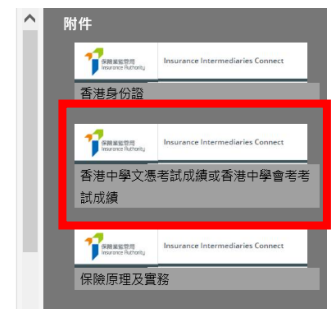 附件
保險業監管局
Insurance Authority
Insurance Intermediaries Connect
香港身份證
保險業監管局
Insurance Authority
Insurance Intermediaries Connect
香港中學文憑考試成績或香港中學會考考
試成績
保險業監管局
Insurance Authority
Insurance Intermediaries Connect
保險原理及實務